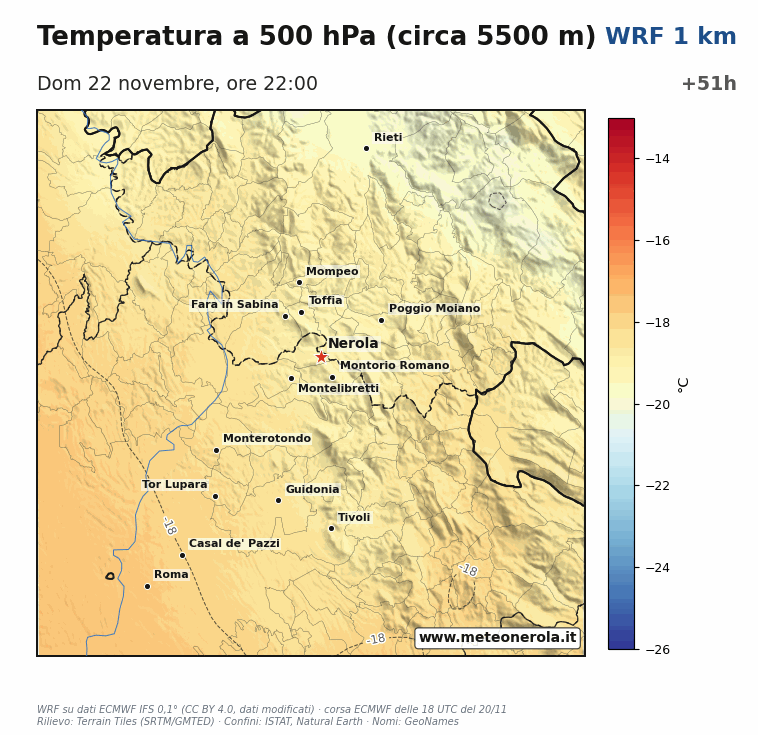 Temperatura a 500 hPa (circa 5500 m) WRF 1 km
Dom 22 novembre, ore 22:00 +51h
Rieti
Mompeo
Fara in Sabina
Toffia
Poggio Moiano
Nerola
Montorio Romano
Montelibretti
Monterotondo
Tor Lupara
Guidonia
Tivoli
-18
Casal de' Pazzi
-18
Roma
-18
www.meteonerola.it
−14
−16
−18
−20
−22
−24
−26
°C
WRF su dati ECMWF IFS 0,1° (CC BY 4.0, dati modificati) · corsa ECMWF delle 18 UTC del 20/11
Rilievo: Terrain Tiles (SRTM/GMTED) · Confini: ISTAT, Natural Earth · Nomi: GeoNames